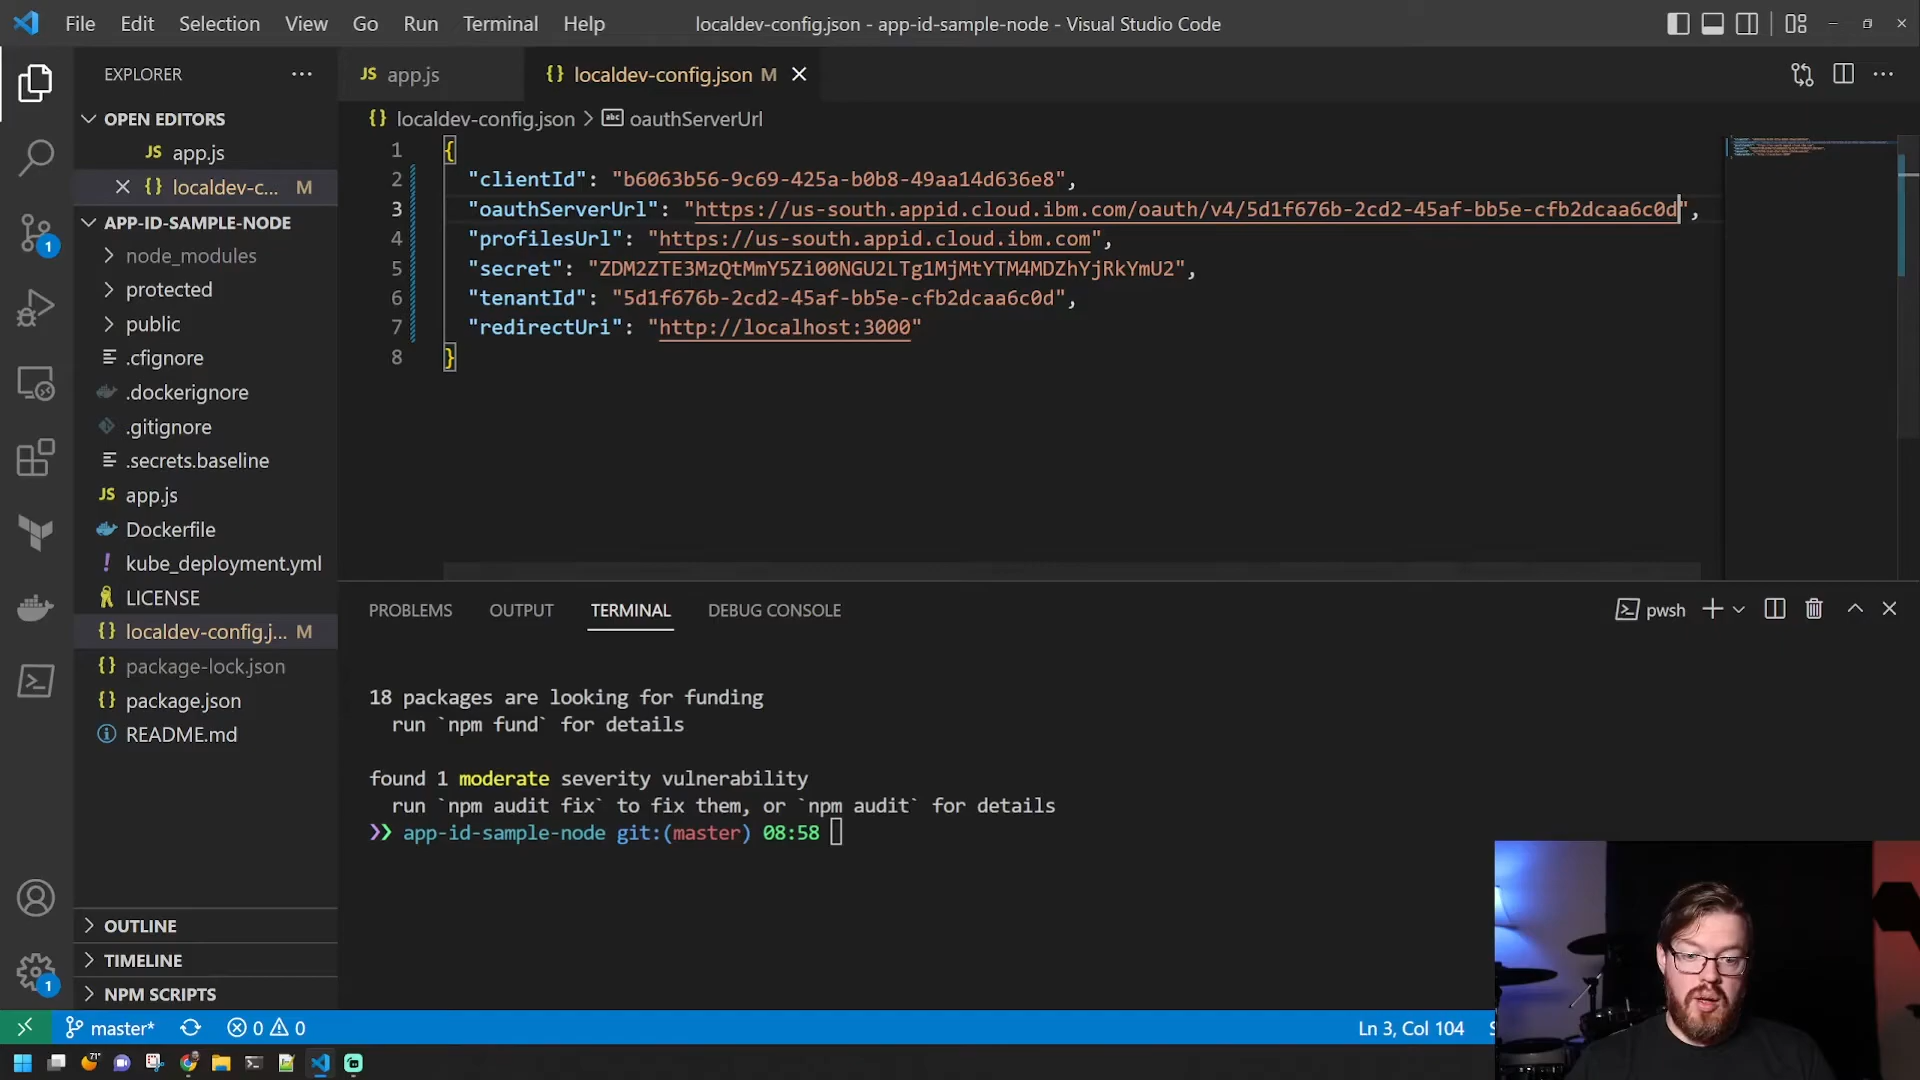 File Edit Selection View Go Run Terminal Help
localdev-config.json - app-id-sample-node - Visual Studio Code
EXPLORER
OPEN EDITORS
JS app.js
{} localdev-c... M
APP-ID-SAMPLE-NODE
node_modules
protected
public
.cfignore
.dockerignore
.gitignore
.secrets.baseline
JS app.js
Dockerfile
! kube_deployment.yml
LICENSE
{} localdev-config.j... M
{} package-lock.json
{} package.json
README.md
OUTLINE
TIMELINE
NPM SCRIPTS
1
1
JS app.js
{} localdev-config.json M
{} localdev-config.json > abc oauthServerUrl
1 {
2 "clientId": "b6063b56-9c69-425a-b0b8-49aa14d636e8",
3 "oauthServerUrl": "https://us-south.appid.cloud.ibm.com/oauth/v4/5d1f676b-2cd2-45af-bb5e-cfb2dcaa6c0d",
4 "profilesUrl": "https://us-south.appid.cloud.ibm.com",
5 "secret": "ZDM2ZTE3MzQtMmY5Zi00NGU2LTg1MjMtYTM4MDZhYjRkYmU2",
6 "tenantId": "5d1f676b-2cd2-45af-bb5e-cfb2dcaa6c0d",
7 "redirectUri": "http://localhost:3000"
8 }
PROBLEMS OUTPUT TERMINAL DEBUG CONSOLE
pwsh
18 packages are looking for funding
run `npm fund` for details
found 1 moderate severity vulnerability
run `npm audit fix` to fix them, or `npm audit` for details
❯❯ app-id-sample-node git:(master) 08:58
master* 0 0
Ln 3, Col 104
71°